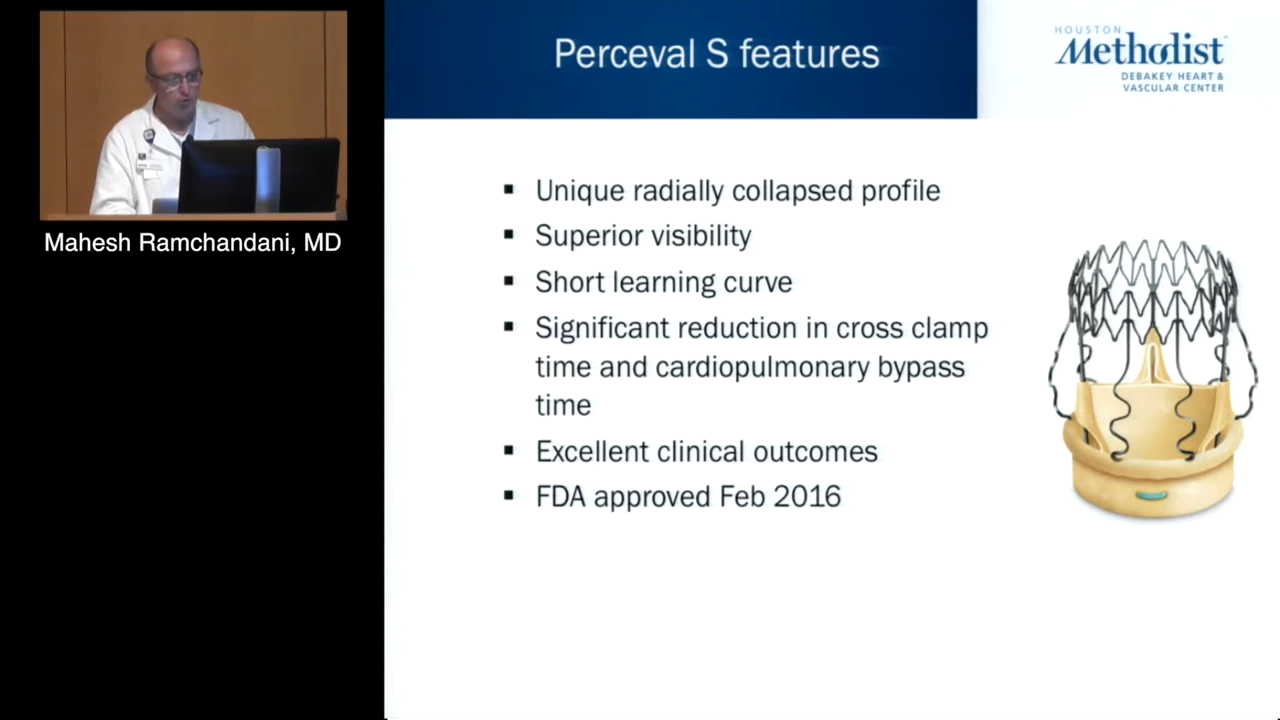 Perceval S features
HOUSTON
Methodist
DEBAKEY HEART &
VASCULAR CENTER
Mahesh Ramchandani, MD
▪ Unique radially collapsed profile
▪ Superior visibility
▪ Short learning curve
▪ Significant reduction in cross clamp
time and cardiopulmonary bypass
time
▪ Excellent clinical outcomes
▪ FDA approved Feb 2016